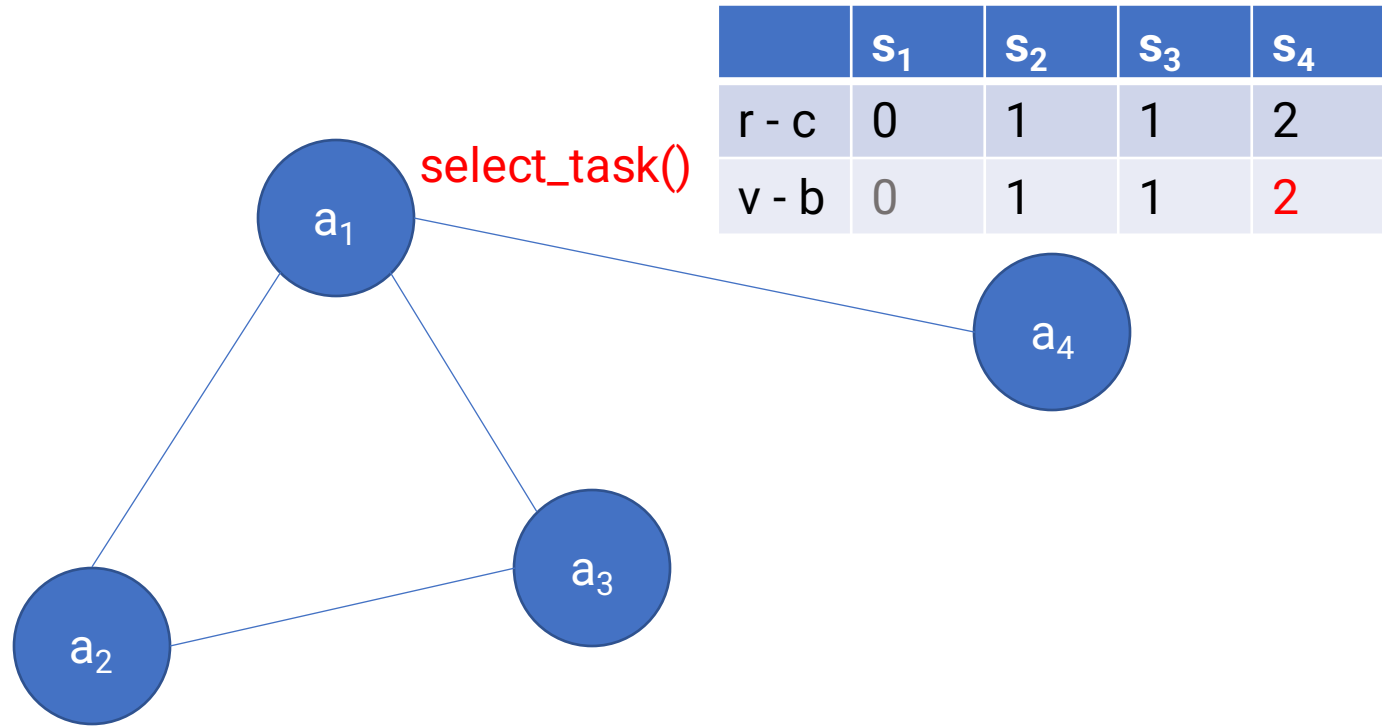 s₁ s₂ s₃ s₄
r - c 0 1 1 2
v - b 0 1 1 2
select_task()
a₁
a₄
a₃
a₂